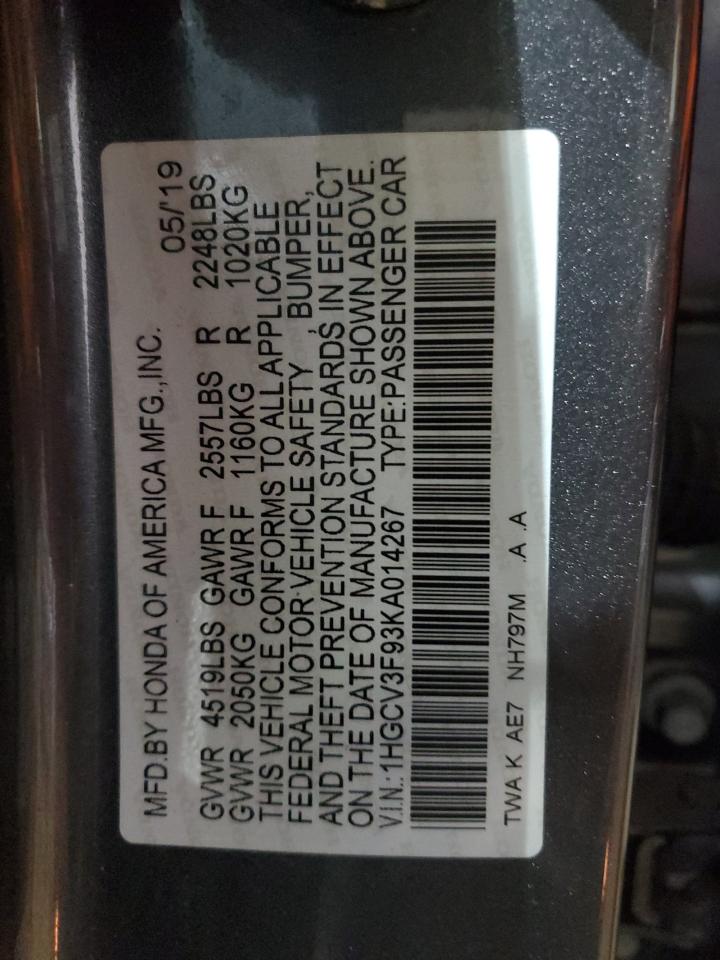 MFD.BY HONDA OF AMERICA MFG.,INC. 05/'19
GVWR 4519LBS GAWR F 2557LBS R 2248LBS
GVWR 2050KG GAWR F 1160KG R 1020KG
THIS VEHICLE CONFORMS TO ALL APPLICABLE
FEDERAL MOTOR VEHICLE SAFETY , BUMPER,
AND THEFT PREVENTION STANDARDS IN EFFECT
ON THE DATE OF MANUFACTURE SHOWN ABOVE.
V.I.N.:1HGCV3F93KA014267 TYPE:PASSENGER CAR
TWA K AE7 NH797M .A .A